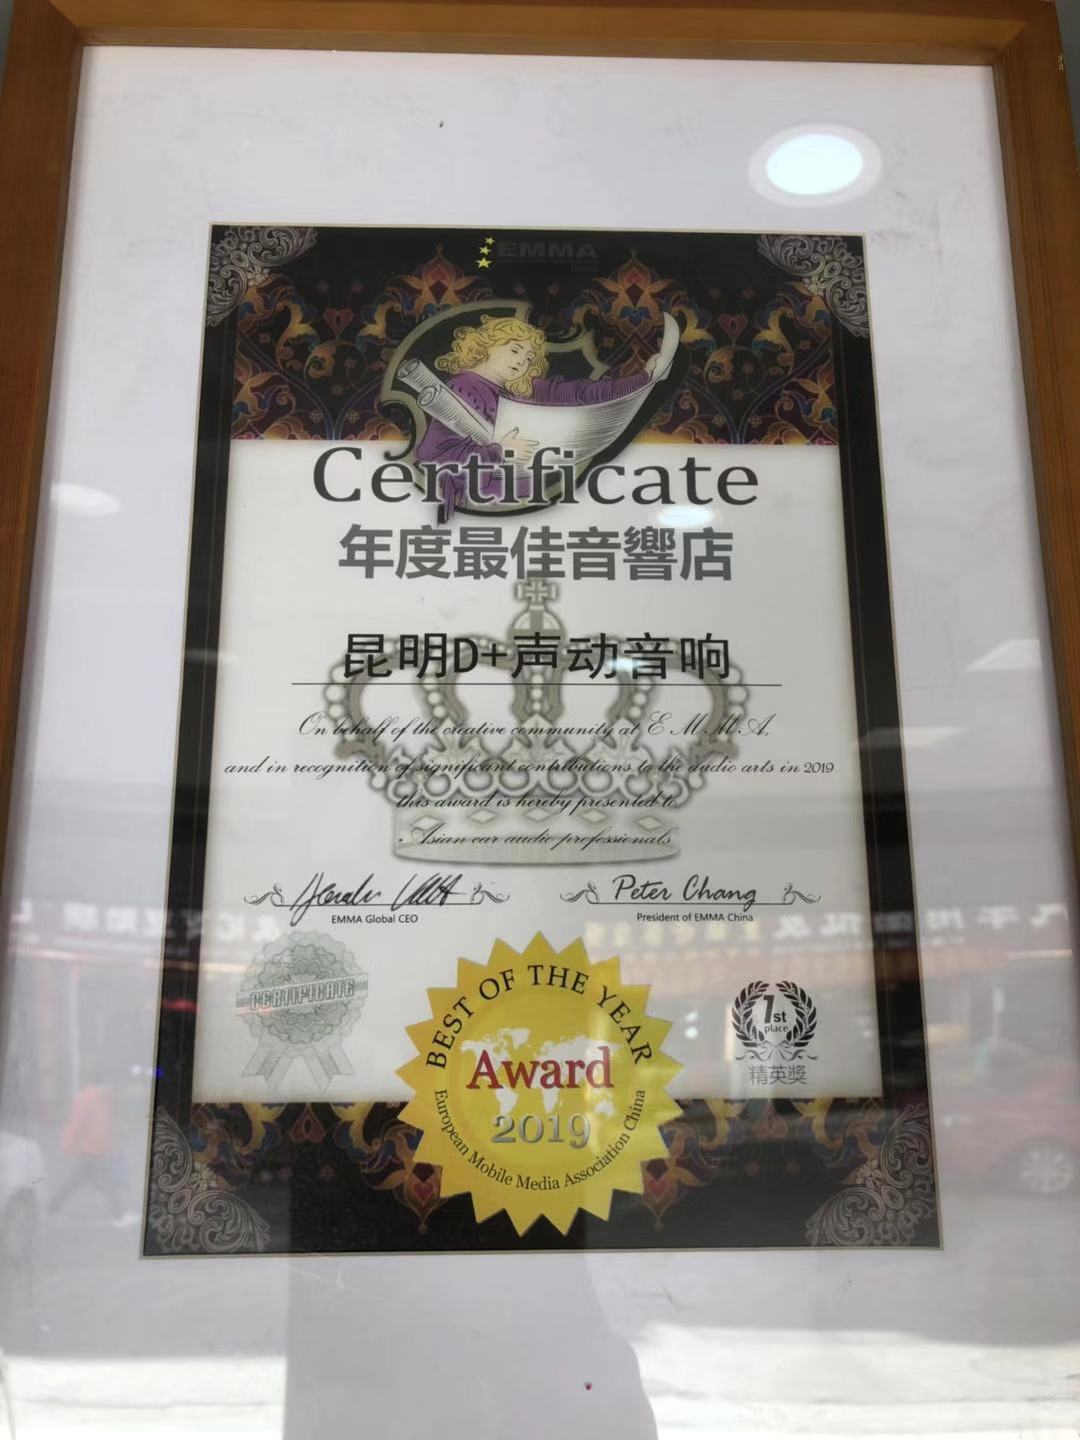 EMMA
Certificate
年度最佳音響店
昆明D+声动音响
On behalf of the creative community at E.M.M.A,
and in recognition of significant contributions to the audio arts in 2019
this award is hereby presented to
Asian car audio professionals
Peter Chang
EMMA Global CEO
President of EMMA China
CERTIFICATE
BEST OF THE YEAR
Award
2019
European Mobile Media Association China
1st
place
精英獎